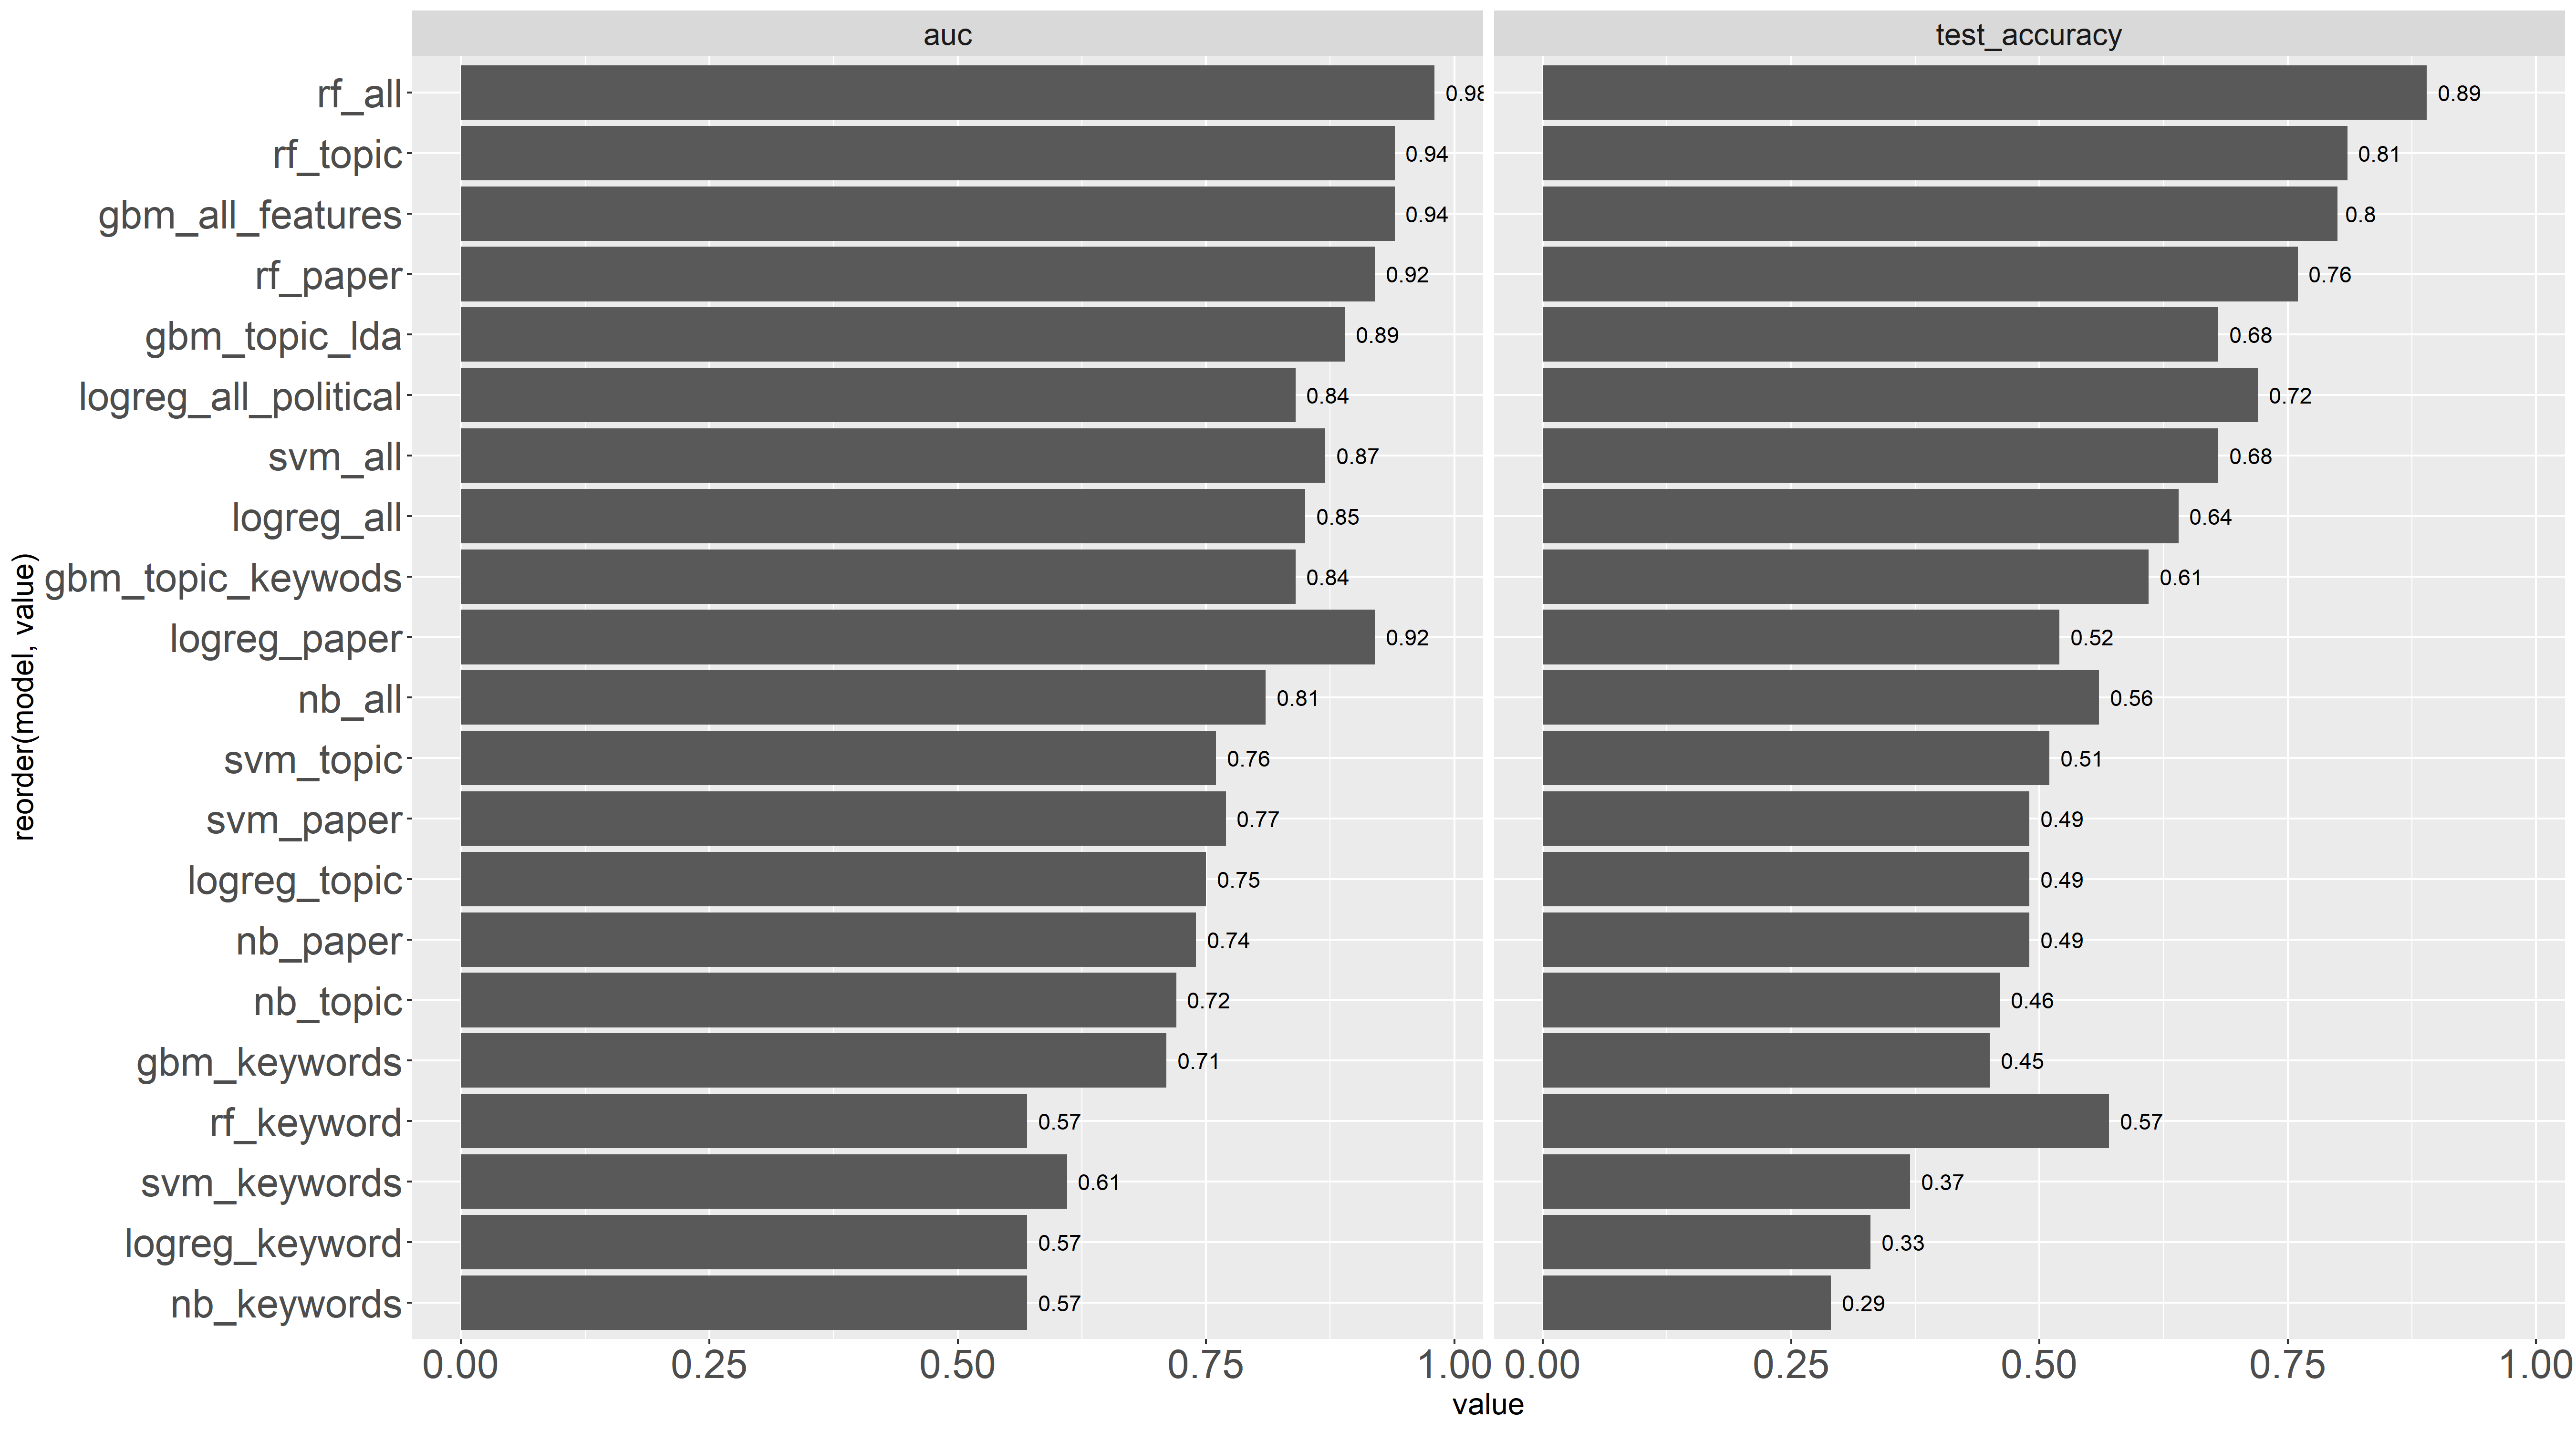 auc test_accuracy
rf_all 0.98 0.89
rf_topic 0.94 0.81
gbm_all_features 0.94 0.8
rf_paper 0.92 0.76
gbm_topic_lda 0.89 0.68
logreg_all_political 0.84 0.72
svm_all 0.87 0.68
logreg_all 0.85 0.64
gbm_topic_keywods 0.84 0.61
logreg_paper 0.92 0.52
nb_all 0.81 0.56
svm_topic 0.76 0.51
svm_paper 0.77 0.49
logreg_topic 0.75 0.49
nb_paper 0.74 0.49
nb_topic 0.72 0.46
gbm_keywords 0.71 0.45
rf_keyword 0.57 0.57
svm_keywords 0.61 0.37
logreg_keyword 0.57 0.33
nb_keywords 0.57 0.29
0.00 0.25 0.50 0.75 1.00 0.00 0.25 0.50 0.75 1.00
value
reorder(model, value)